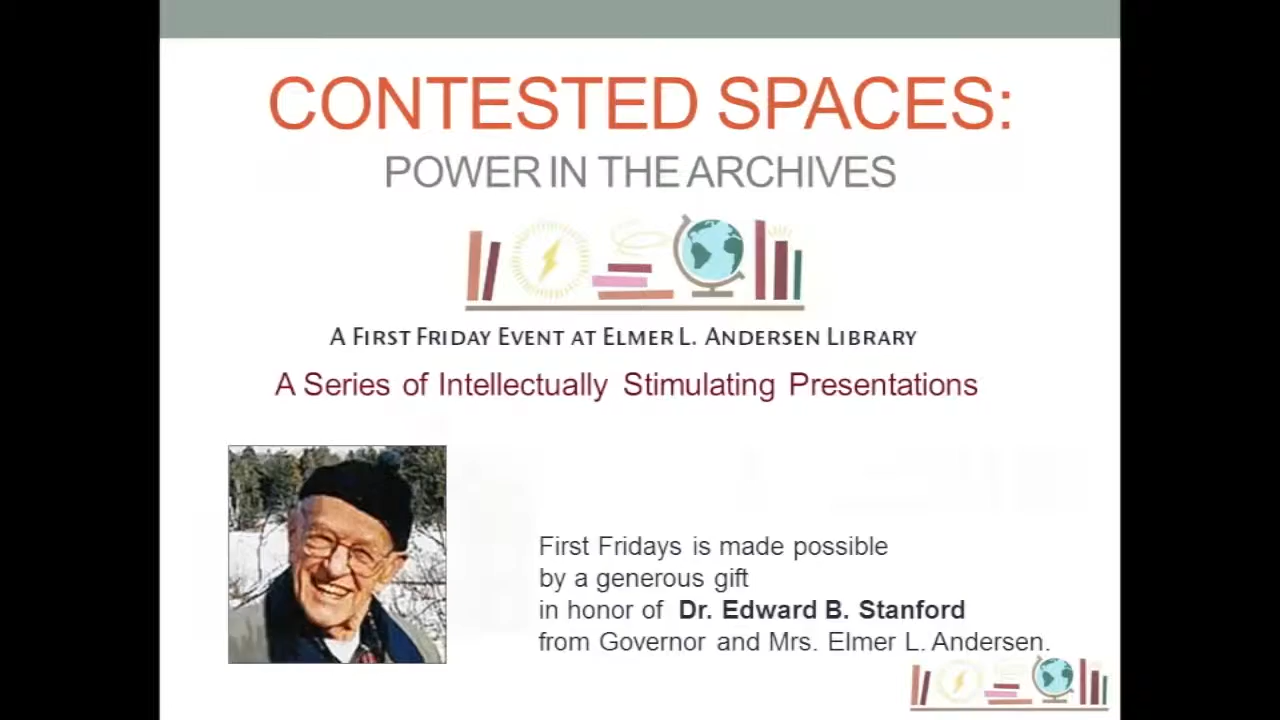 CONTESTED SPACES:
POWER IN THE ARCHIVES
A FIRST FRIDAY EVENT AT ELMER L. ANDERSEN LIBRARY
A Series of Intellectually Stimulating Presentations
First Fridays is made possible
by a generous gift
in honor of Dr. Edward B. Stanford
from Governor and Mrs. Elmer L. Andersen.